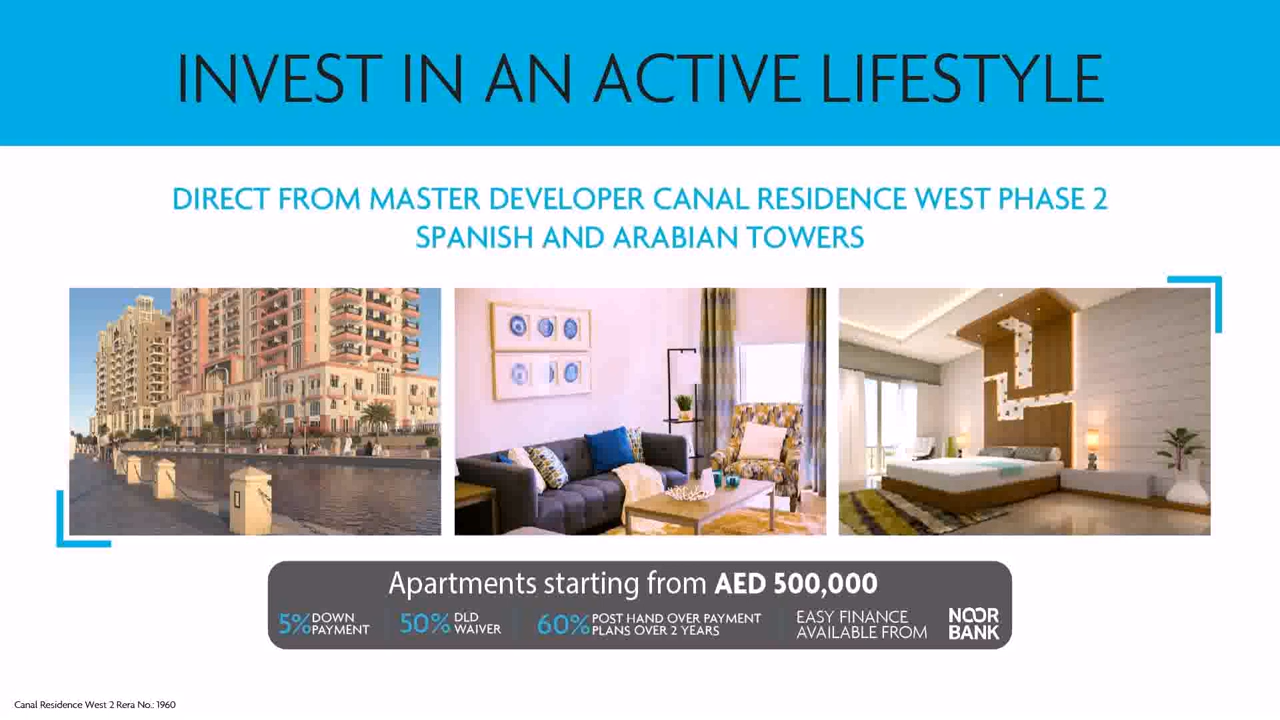 INVEST IN AN ACTIVE LIFESTYLE
DIRECT FROM MASTER DEVELOPER CANAL RESIDENCE WEST PHASE 2
SPANISH AND ARABIAN TOWERS
Apartments starting from AED 500,000
5% DOWN PAYMENT
50% DLD WAIVER
60% POST HAND OVER PAYMENT PLANS OVER 2 YEARS
EASY FINANCE AVAILABLE FROM
NOOR BANK
Canal Residence West 2 Rera No.: 1960